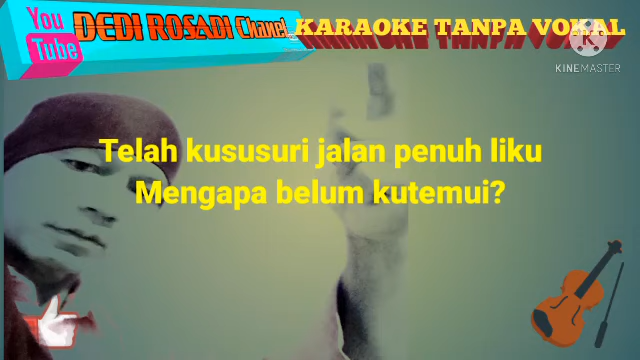 You
Tube
DEDI ROSADI Chanel
KARAOKE TANPA VOKAL
KINEMASTER
Telah kususuri jalan penuh liku
Mengapa belum kutemui?